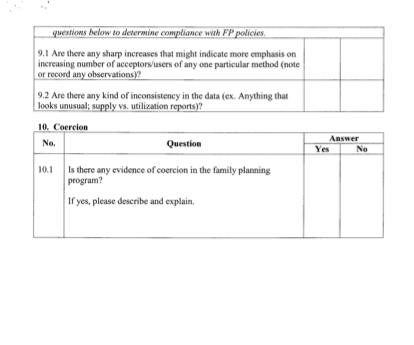 questions below to determine compliance with FP policies.
9.1 Are there any sharp increases that might indicate more emphasis on
increasing number of acceptors/users of any one particular method (note
or record any observations)?
9.2 Are there any kind of inconsistency in the data (ex. Anything that
looks unusual; supply vs. utilization reports)?
10. Coercion
No. Question Answer
Yes No
10.1 Is there any evidence of coercion in the family planning
program?
If yes, please describe and explain.